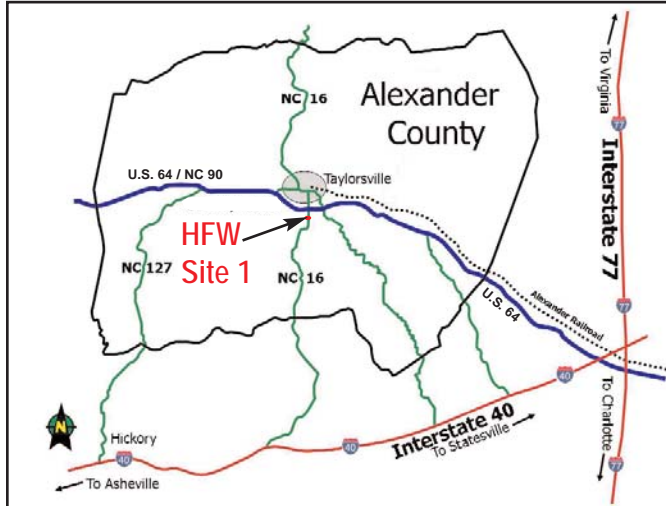 NC 16
Alexander
County
To Virginia
77
Interstate 77
U.S. 64 / NC 90
Taylorsville
HFW
Site 1
NC 127
NC 16
U.S. 64
Alexander Railroad
77
To Charlotte
77
40
Interstate 40
To Statesville
40
N
Hickory
40
To Asheville